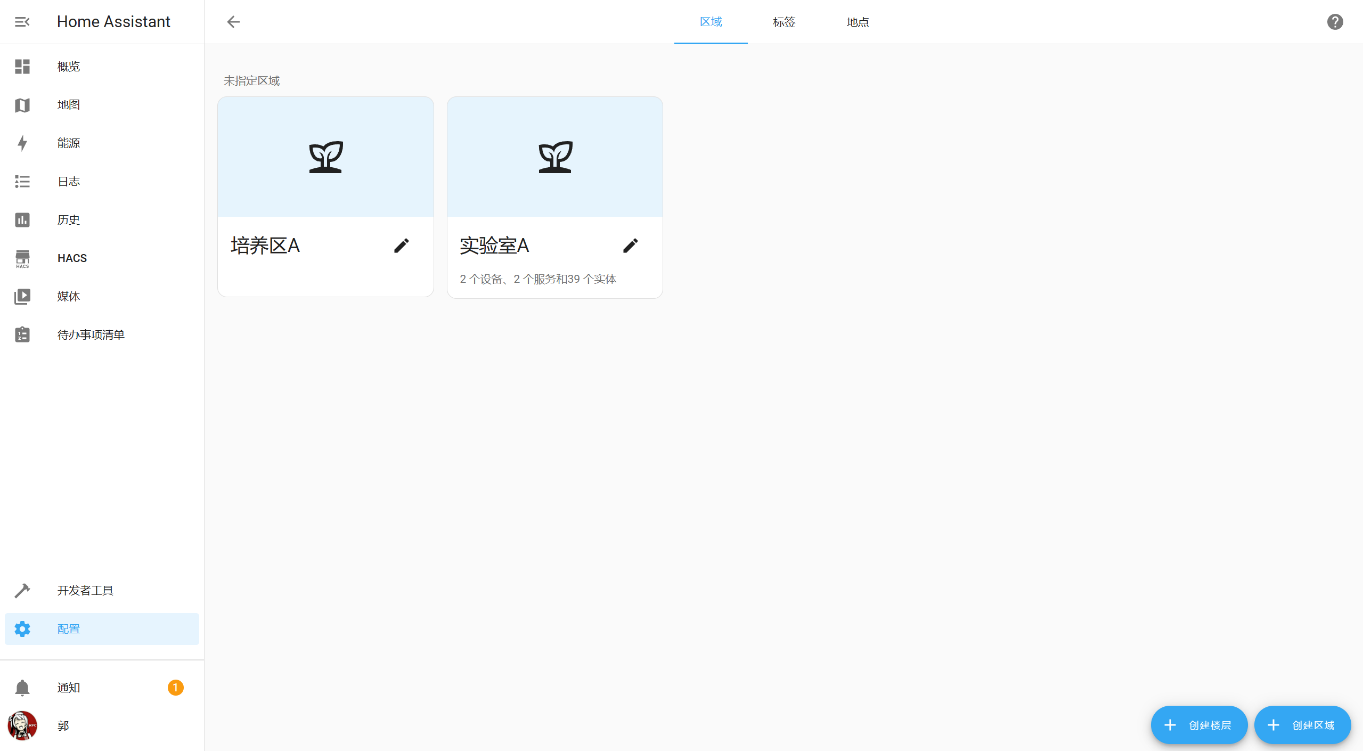 Home Assistant
区域
标签
地点
概览
地图
能源
日志
历史
HACS
HACS
媒体
待办事项清单
未指定区域
培养区A
实验室A
2 个设备、2 个服务和39 个实体
开发者工具
配置
通知
1
郭
创建楼层
创建区域